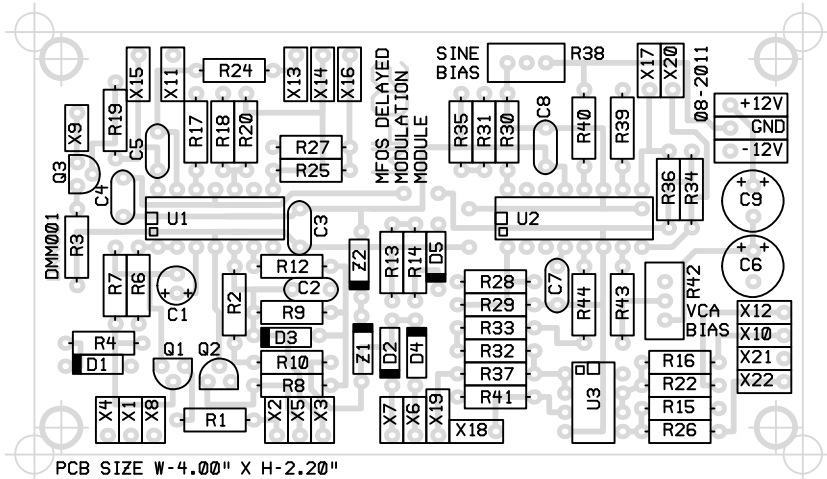 SINE
BIAS
R38
X17
X20
08-2011
X15
X11
R24
X13
X14
X16
MFOS DELAYED
MODULATION
MODULE
+12V
GND
-12V
X9
R19
C5
R17
R18
R20
R27
R25
R35
R31
R30
C8
R40
R39
Q3
C4
R36
R34
C9
DMM001
R3
U1
C3
U2
C6
R7
R6
C1
R2
R12
C2
R9
D3
R10
R8
Z2
R13
R14
D5
R28
R29
R33
R32
R37
R41
C7
R44
R43
R42
VCA
BIAS
X12
X10
X21
X22
R4
D1
Q1
Q2
Z1
D2
D4
U3
R16
R22
R15
R26
X4
X1
X8
R1
X2
X5
X3
X7
X6
X19
X18
PCB SIZE W-4.00" X H-2.20"